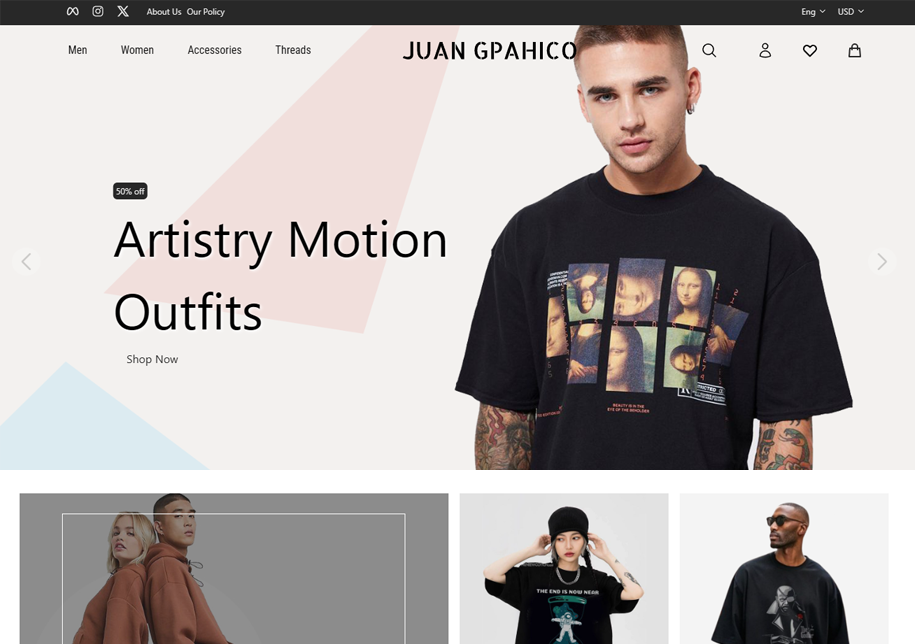 About Us Our Policy
Eng
USD
Men
Women
Accessories
Threads
JUAN GPAHICO
50% off
Artistry Motion
Outfits
Shop Now
BEAUTY IS IN THE
EYE OF THE BEHOLDER
THE END IS NOW NEAR